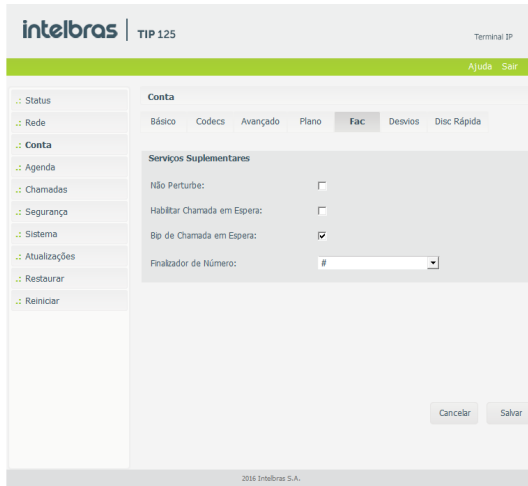 intelbras TIP 125
Terminal IP
Ajuda Sair
.: Status
.: Rede
.: Conta
.: Agenda
.: Chamadas
.: Segurança
.: Sistema
.: Atualizações
.: Restaurar
.: Reiniciar
Conta
Básico Codecs Avançado Plano Fac Desvios Disc Rápida
Serviços Suplementares
Não Perturbe:
Habilitar Chamada em Espera:
Bip de Chamada em Espera:
Finalizador de Número: #
Cancelar Salvar
2016 Intelbras S.A.